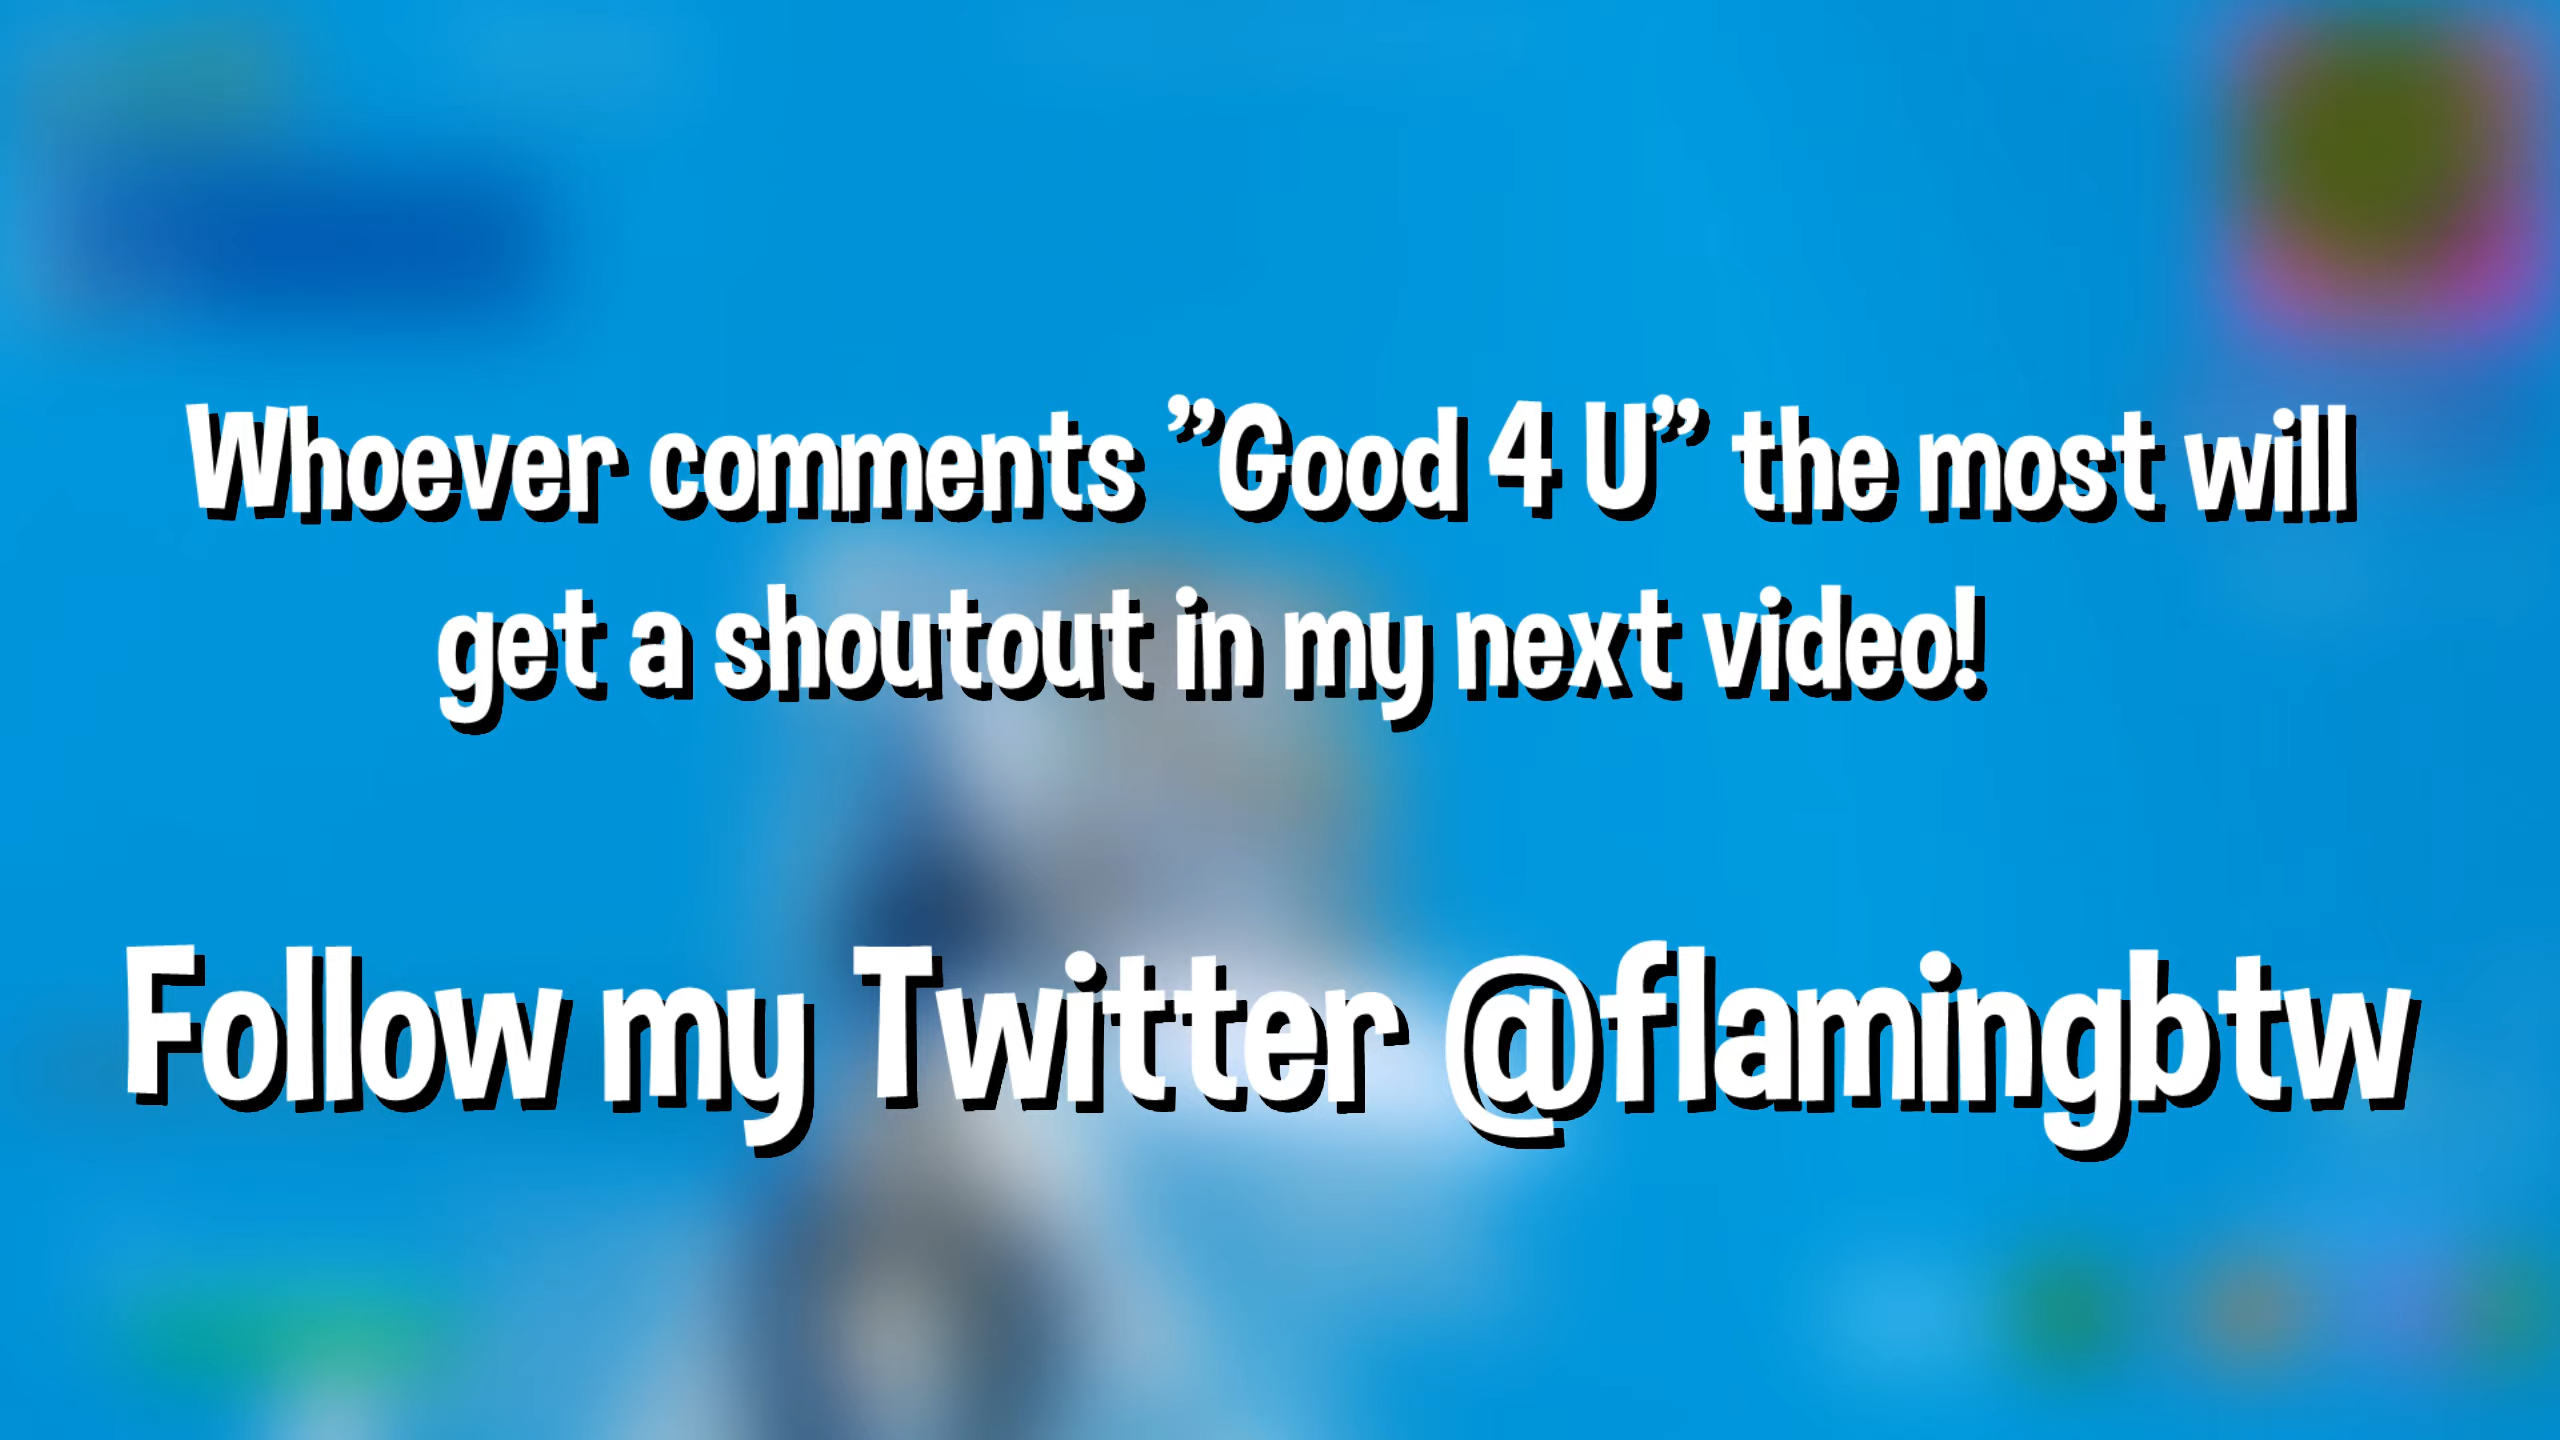 Whoever comments ”Good 4 U” the most will
get a shoutout in my next video!
Follow my Twitter @flamingbtw